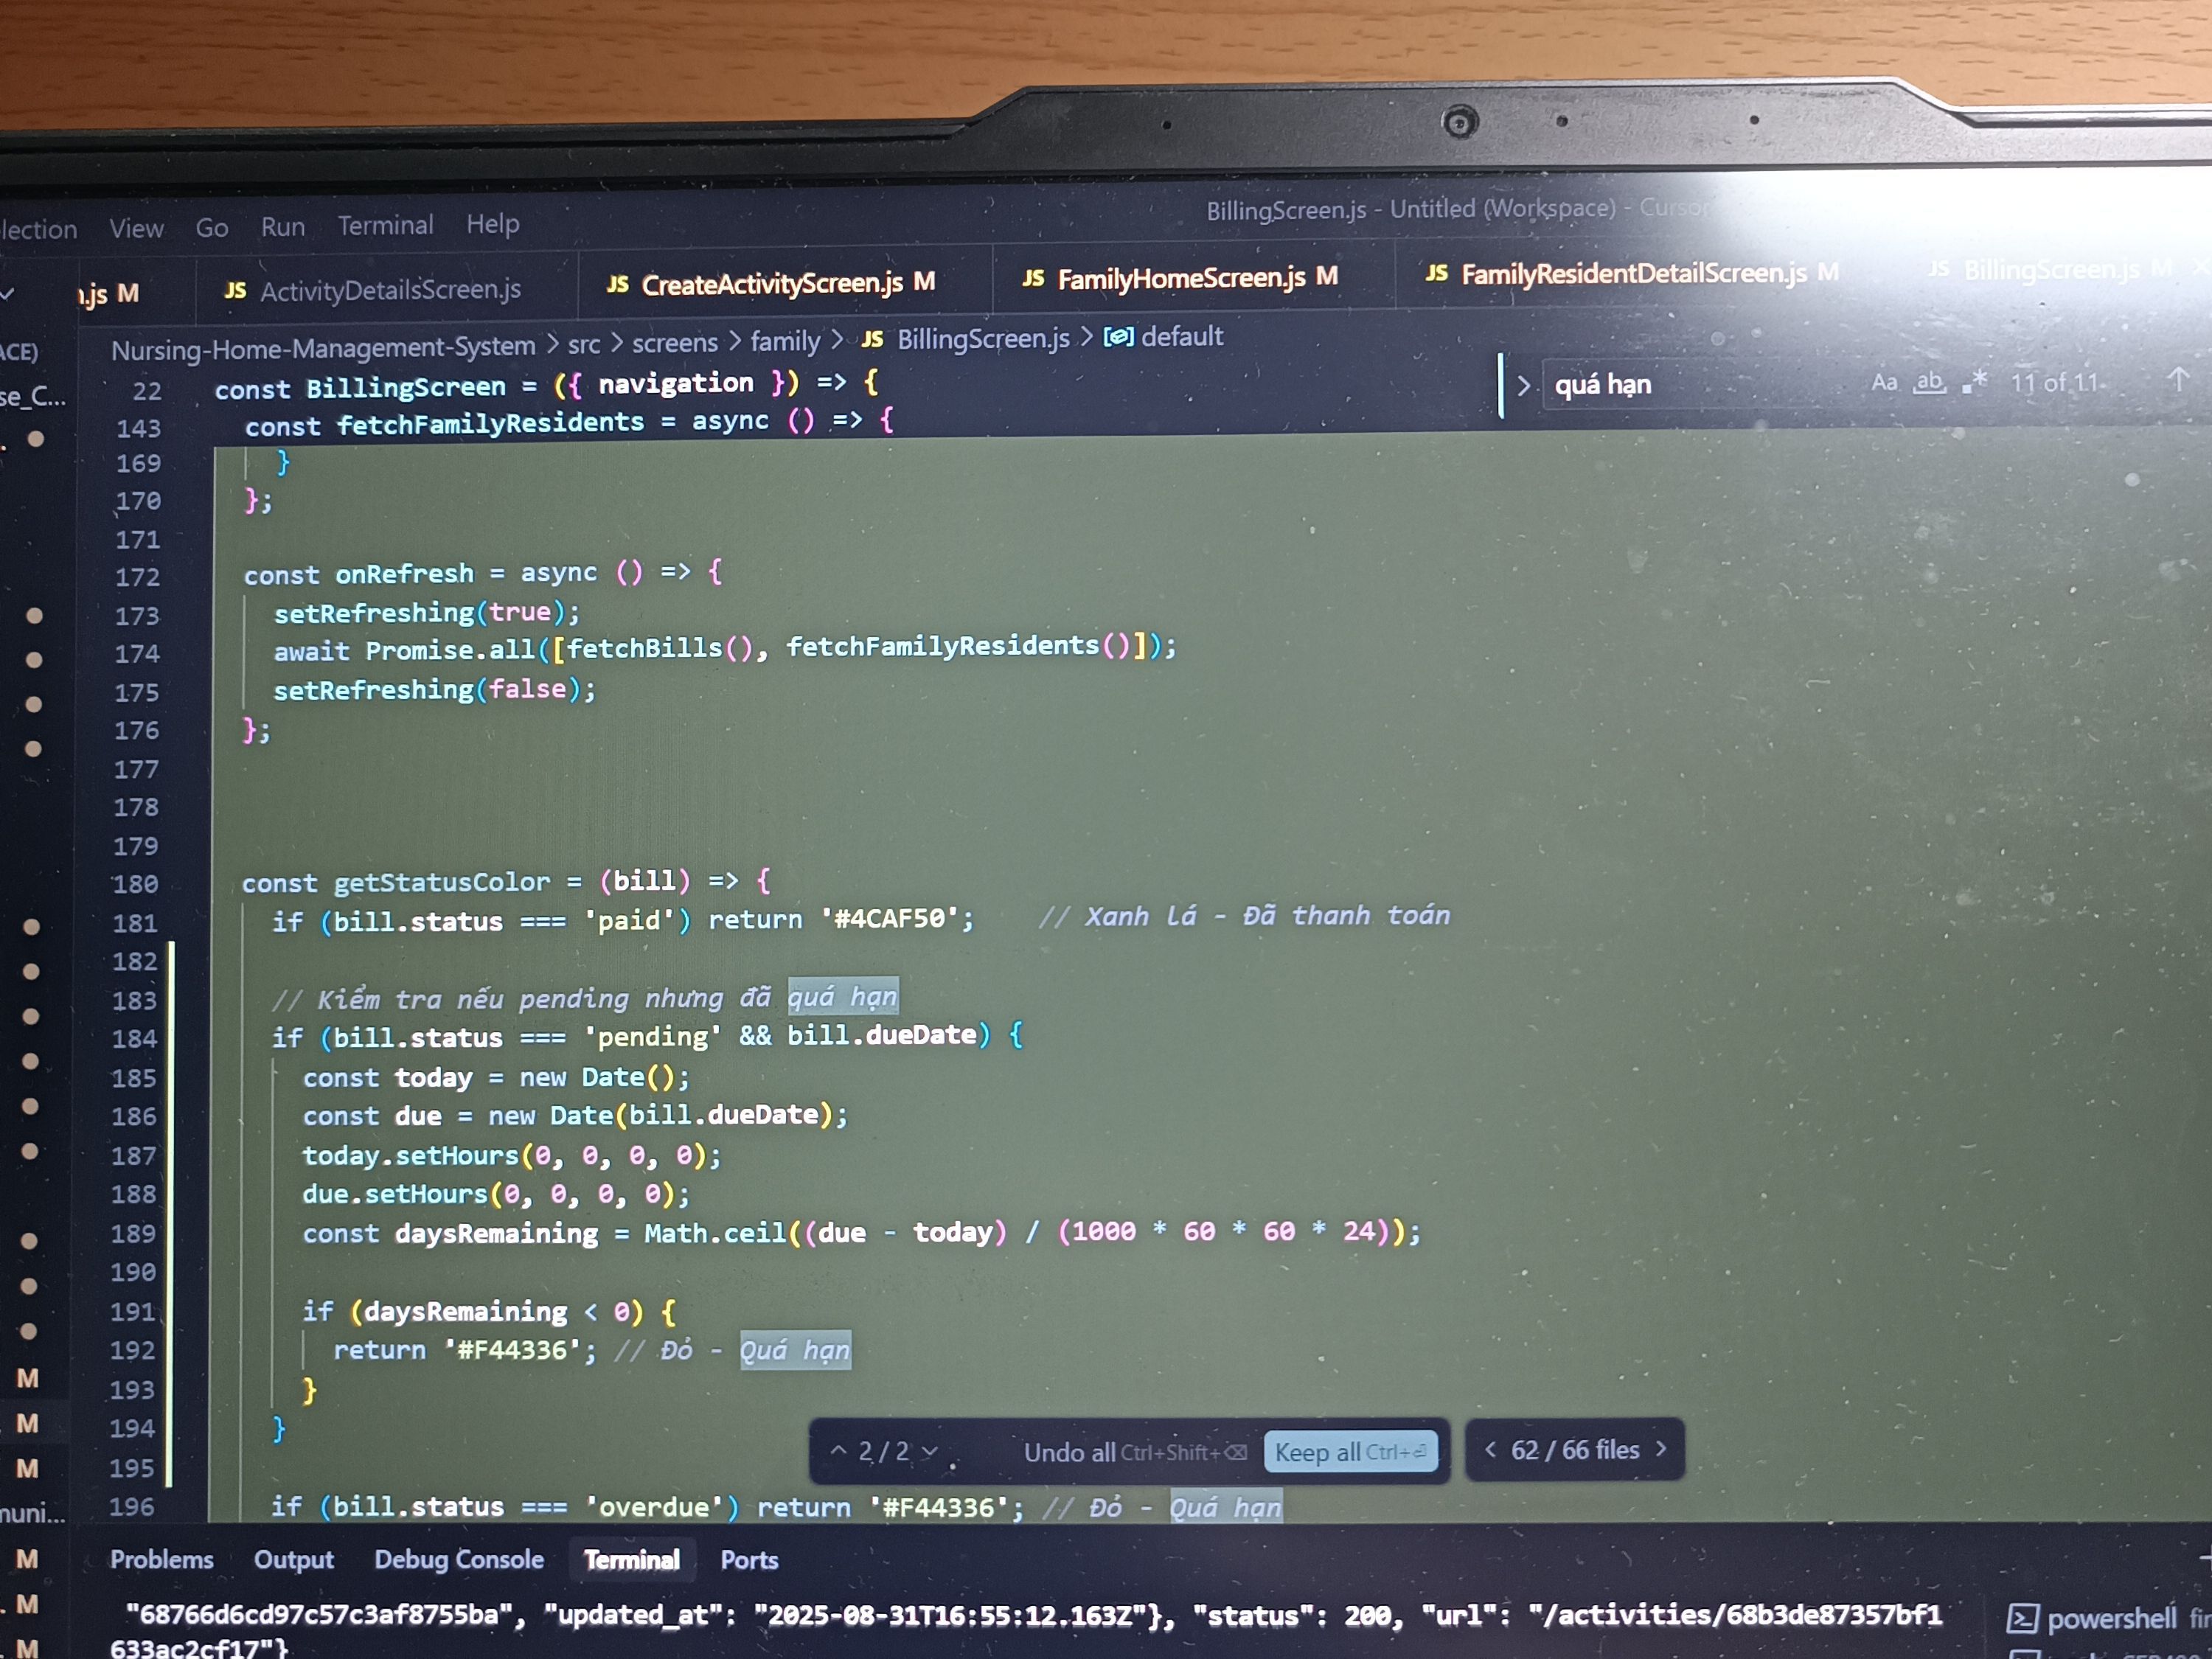 lection View Go Run Terminal Help
BillingScreen.js - Untitled (Workspace) - Cursor
.js M JS ActivityDetailsScreen.js JS CreateActivityScreen.js M JS FamilyHomeScreen.js M JS FamilyResidentDetailScreen.js M JS BillingScreen.js M
ACE)
Nursing-Home-Management-System > src > screens > family > JS BillingScreen.js > default
> quá hạn Aa ab .* 11 of 11
se_C...
22 const BillingScreen = ({ navigation }) => {
143 const fetchFamilyResidents = async () => {
169 }
170 };
171
172 const onRefresh = async () => {
173 setRefreshing(true);
174 await Promise.all([fetchBills(), fetchFamilyResidents()]);
175 setRefreshing(false);
176 };
177
178
179
180 const getStatusColor = (bill) => {
181 if (bill.status === 'paid') return '#4CAF50'; // Xanh lá - Đã thanh toán
182
183 // Kiểm tra nếu pending nhưng đã quá hạn
184 if (bill.status === 'pending' && bill.dueDate) {
185 const today = new Date();
186 const due = new Date(bill.dueDate);
187 today.setHours(0, 0, 0, 0);
188 due.setHours(0, 0, 0, 0);
189 const daysRemaining = Math.ceil((due - today) / (1000 * 60 * 60 * 24));
190
191 if (daysRemaining < 0) {
192 return '#F44336'; // Đỏ - Quá hạn
M
193 }
194 }
M
2 / 2 Undo all Ctrl+Shift+⌫ Keep all Ctrl+⏎ < 62 / 66 files >
195
M
196 if (bill.status === 'overdue') return '#F44336'; // Đỏ - Quá hạn
muni...
Problems Output Debug Console Terminal Ports
M
"68766d6cd97c57c3af8755ba", "updated_at": "2025-08-31T16:55:12.163Z"}, "status": 200, "url": "/activities/68b3de87357bf1
M
powershell fir
633ac2cf17"}
M